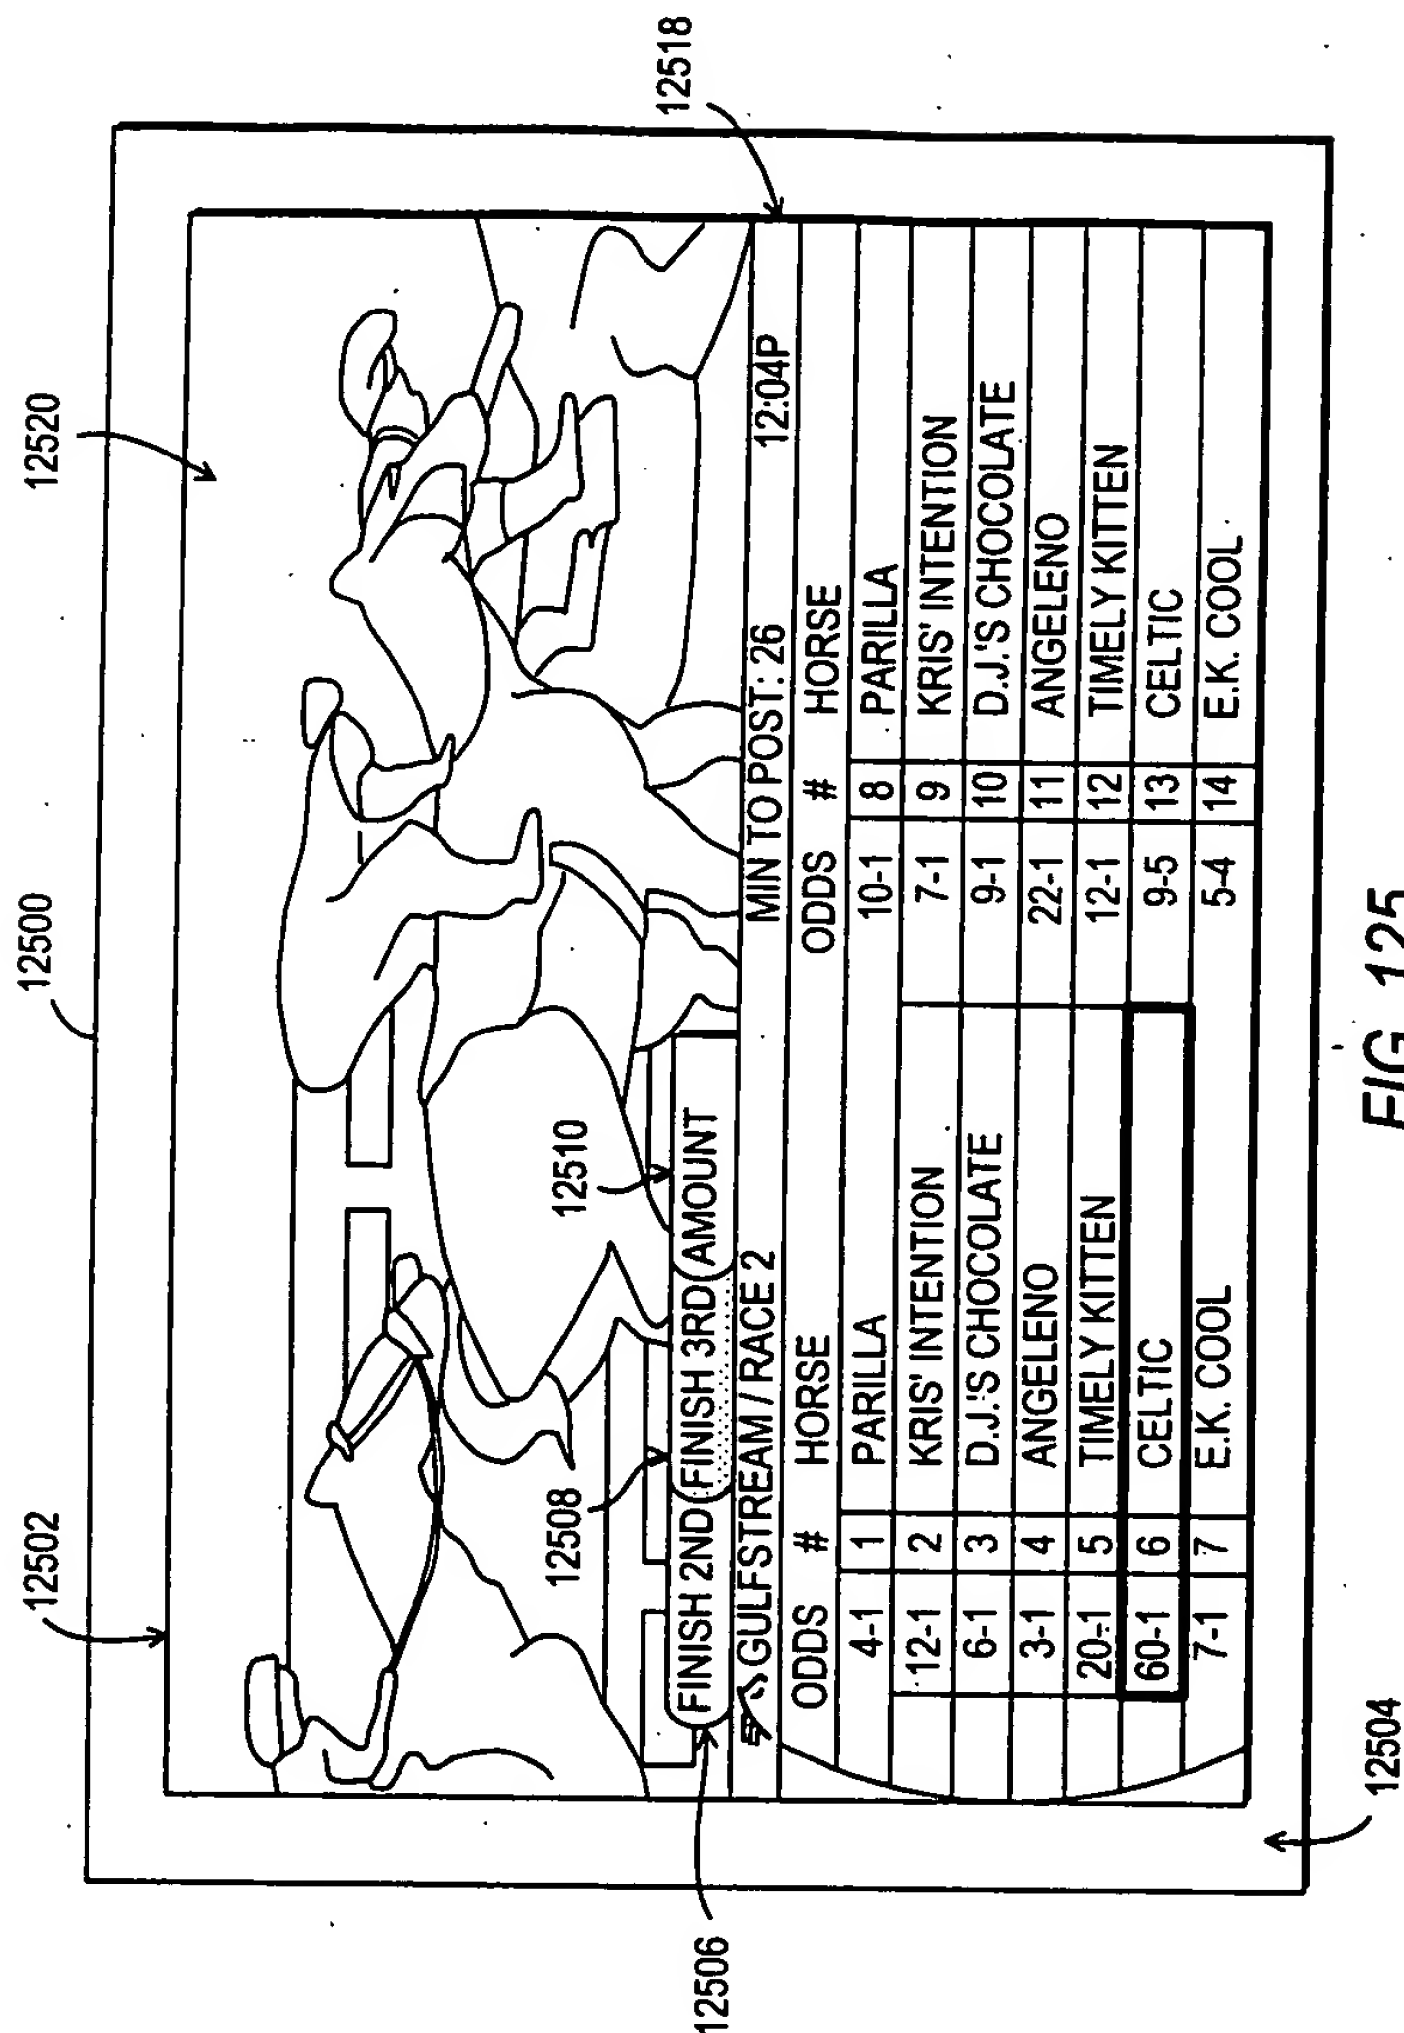 12500
12502
12520
12508
12510
12506
FINISH 2ND FINISH 3RD AMOUNT
12518
GULFSTREAM / RACE 2 MIN TO POST: 26 12:04P
ODDS # HORSE ODDS # HORSE
4-1 1 PARILLA 10-1 8 PARILLA
12-1 2 KRIS' INTENTION 7-1 9 KRIS' INTENTION
6-1 3 D.J.'S CHOCOLATE 9-1 10 D.J.'S CHOCOLATE
3-1 4 ANGELENO 22-1 11 ANGELENO
20-1 5 TIMELY KITTEN 12-1 12 TIMELY KITTEN
60-1 6 CELTIC 9-5 13 CELTIC
7-1 7 E.K. COOL 5-4 14 E.K. COOL
12504
FIG. 125